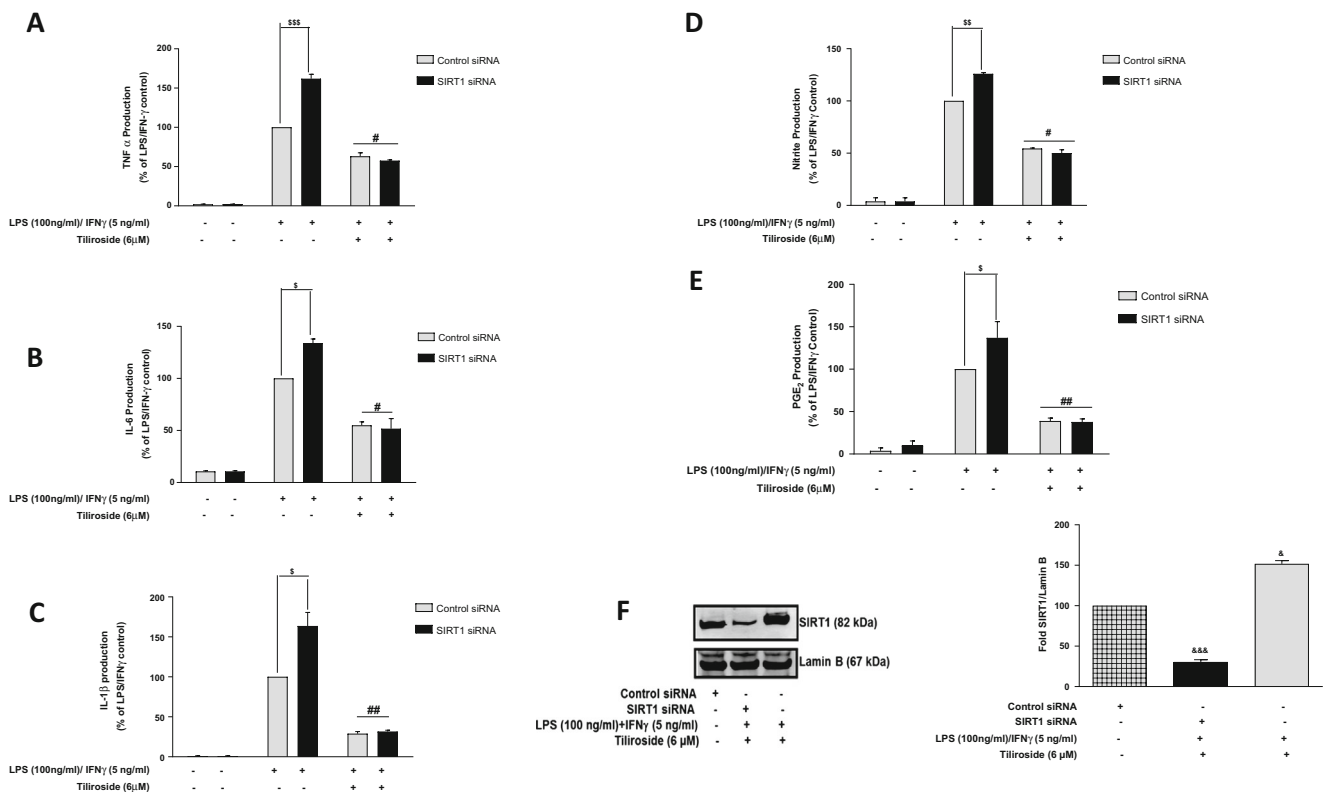 A
$$$
200
150
100
50
0
TNF α Production
(% of LPS/IFN-γ control)
Control siRNA
SIRT1 siRNA
#
LPS (100ng/ml)/ IFNγ (5 ng/ml) - - + + + +
Tiliroside (6μM) - - - - + +
B
$
150
100
50
0
IL-6 Production
(% of LPS/IFN-γ control)
Control siRNA
SIRT1 siRNA
#
LPS (100ng/ml)/ IFNγ (5 ng/ml) - - + + + +
Tiliroside (6μM) - - - - + +
C
$
200
150
100
50
0
IL-1β production
(% of LPS/IFNγ control)
Control siRNA
SIRT1 siRNA
##
LPS (100ng/ml)/ IFNγ (5 ng/ml) - - + + + +
Tiliroside (6μM) - - - - + +
D
$$
150
100
50
0
Nitrite Production
(% of LPS/IFNγ Control)
Control siRNA
SIRT1 siRNA
#
LPS (100ng/ml)/IFNγ (5 ng/ml) - - + + + +
Tiliroside (6μM) - - - - + +
E
$
200
150
100
50
0
PGE2 Production
(% of LPS/IFNγ Control)
Control siRNA
SIRT1 siRNA
##
LPS (100ng/ml)/IFNγ (5 ng/ml) - - + + + +
Tiliroside (6μM) - - - - + +
F
SIRT1 (82 kDa)
Lamin B (67 kDa)
Control siRNA + - -
SIRT1 siRNA - + -
LPS (100 ng/ml)+IFNγ (5 ng/ml) - + +
Tiliroside (6 μM) - + +
200
150
100
50
0
Fold SIRT1/Lamin B
&&&
&
Control siRNA + - -
SIRT1 siRNA - + -
LPS (100ng/ml)/IFNγ (5 ng/ml) - + +
Tiliroside (6 μM) - + +